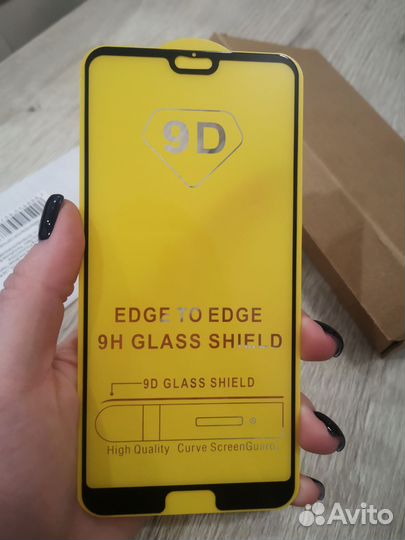 9D
EDGE TO EDGE
9H GLASS SHIELD
9D GLASS SHIELD
High Quality Curve ScreenGuard
Avito